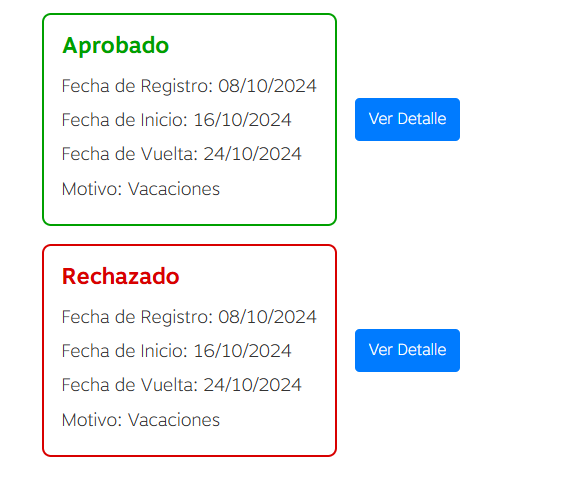 Aprobado
Fecha de Registro: 08/10/2024
Fecha de Inicio: 16/10/2024
Ver Detalle
Fecha de Vuelta: 24/10/2024
Motivo: Vacaciones
Rechazado
Fecha de Registro: 08/10/2024
Fecha de Inicio: 16/10/2024
Ver Detalle
Fecha de Vuelta: 24/10/2024
Motivo: Vacaciones